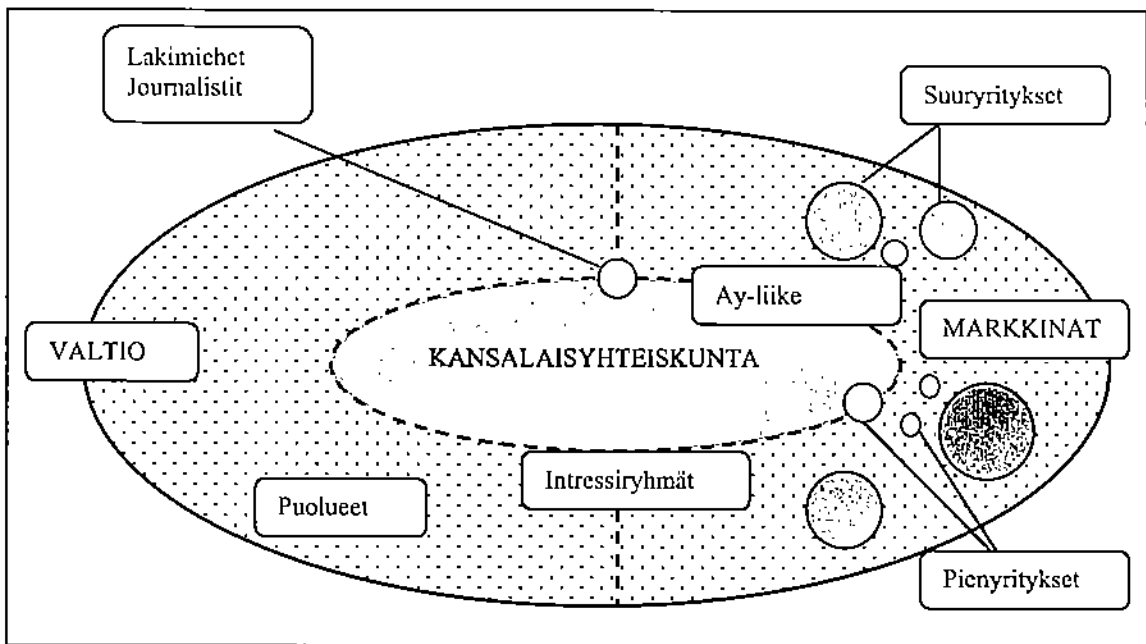 Lakimiehet
Journalistit
Suuryritykset
Ay-liike
VALTIO
MARKKINAT
KANSALAISYHTEISKUNTA
Intressiryhmät
Puolueet
Pienyritykset